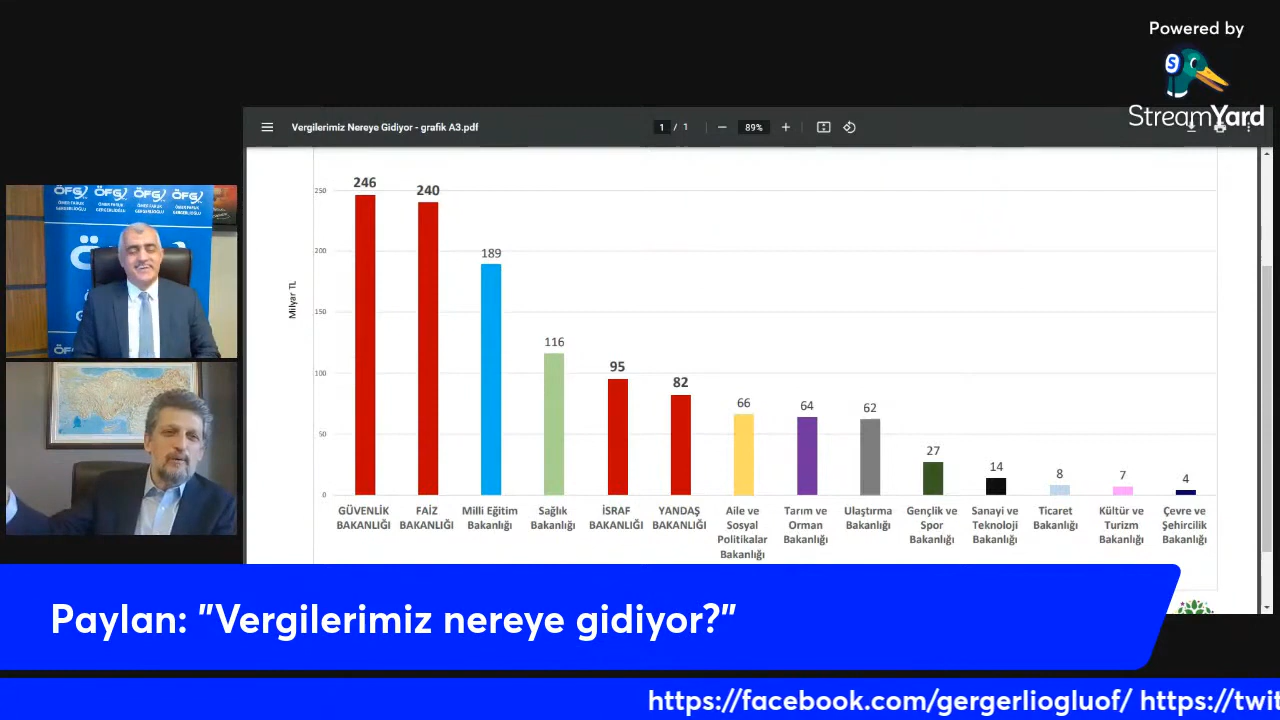 Powered by
StreamYard
Vergilerimiz Nereye Gidiyor - grafik A3.pdf
1 / 1
89%
ÖFG
ÖMER FARUK
GERGERLİOĞLU
Milyar TL
250
200
150
100
50
0
246
240
189
116
95
82
66
64
62
27
14
8
7
4
GÜVENLİK
BAKANLIĞI
FAİZ
BAKANLIĞI
Milli Eğitim
Bakanlığı
Sağlık
Bakanlığı
İSRAF
BAKANLIĞI
YANDAŞ
BAKANLIĞI
Aile ve
Sosyal
Politikalar
Bakanlığı
Tarım ve
Orman
Bakanlığı
Ulaştırma
Bakanlığı
Gençlik ve
Spor
Bakanlığı
Sanayi ve
Teknoloji
Bakanlığı
Ticaret
Bakanlığı
Kültür ve
Turizm
Bakanlığı
Çevre ve
Şehircilik
Bakanlığı
Paylan: "Vergilerimiz nereye gidiyor?"
https://facebook.com/gergerliogluof/ https://twit